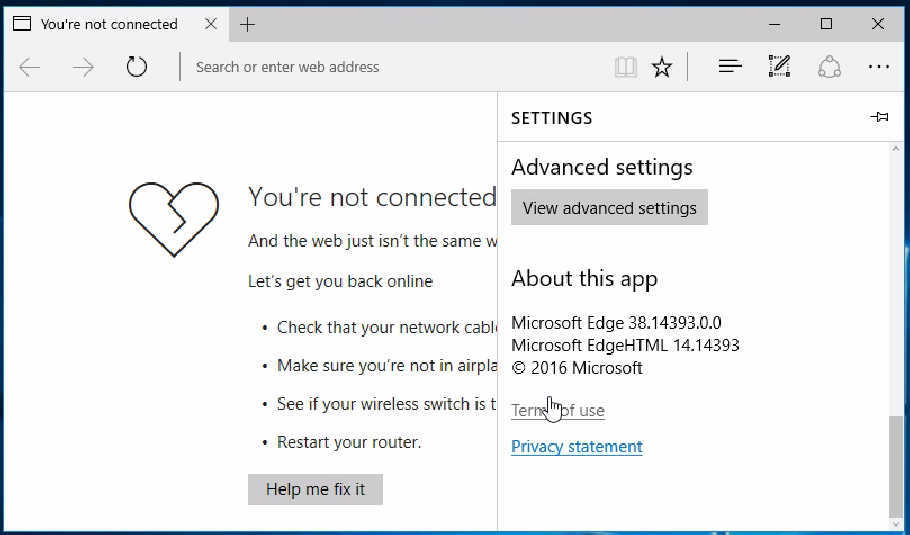 You're not connected
Search or enter web address
SETTINGS
Advanced settings
View advanced settings
About this app
Microsoft Edge 38.14393.0.0
Microsoft EdgeHTML 14.14393
© 2016 Microsoft
Terms of use
Privacy statement
You're not connected
And the web just isn't the same w
Let's get you back online
• Check that your network cable
• Make sure you're not in airpla
• See if your wireless switch is t
• Restart your router.
Help me fix it